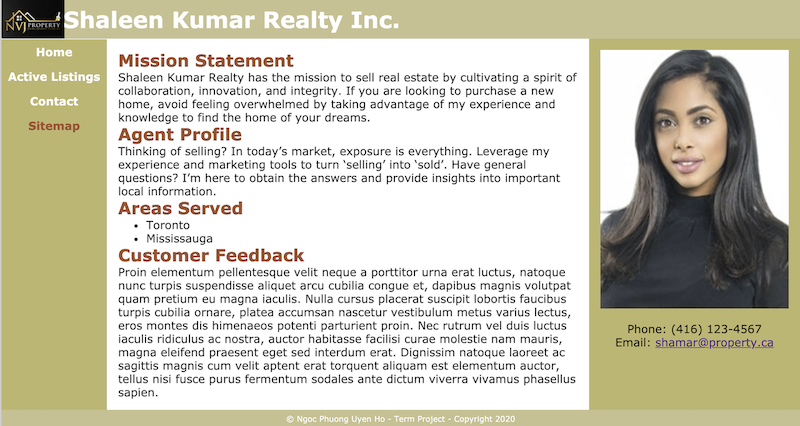 NVJ PROPERTY
Shaleen Kumar Realty Inc.
Home
Active Listings
Contact
Sitemap
Mission Statement
Shaleen Kumar Realty has the mission to sell real estate by cultivating a spirit of
collaboration, innovation, and integrity. If you are looking to purchase a new
home, avoid feeling overwhelmed by taking advantage of my experience and
knowledge to find the home of your dreams.
Agent Profile
Thinking of selling? In today’s market, exposure is everything. Leverage my
experience and marketing tools to turn ‘selling’ into ‘sold’. Have general
questions? I’m here to obtain the answers and provide insights into important
local information.
Areas Served
• Toronto
• Mississauga
Customer Feedback
Proin elementum pellentesque velit neque a porttitor urna erat luctus, natoque
nunc turpis suspendisse aliquet arcu cubilia congue et, dapibus magnis volutpat
quam pretium eu magna iaculis. Nulla cursus placerat suscipit lobortis faucibus
turpis cubilia ornare, platea accumsan nascetur vestibulum metus varius lectus,
eros montes dis himenaeos potenti parturient proin. Nec rutrum vel duis luctus
iaculis ridiculus ac nostra, auctor habitasse facilisi curae molestie nam mauris,
magna eleifend praesent eget sed interdum erat. Dignissim natoque laoreet ac
sagittis magnis cum velit aptent erat torquent aliquam est elementum auctor,
tellus nisi fusce purus fermentum sodales ante dictum viverra vivamus phasellus
sapien.
Phone: (416) 123-4567
Email: shamar@property.ca
© Ngoc Phuong Uyen Ho - Term Project - Copyright 2020